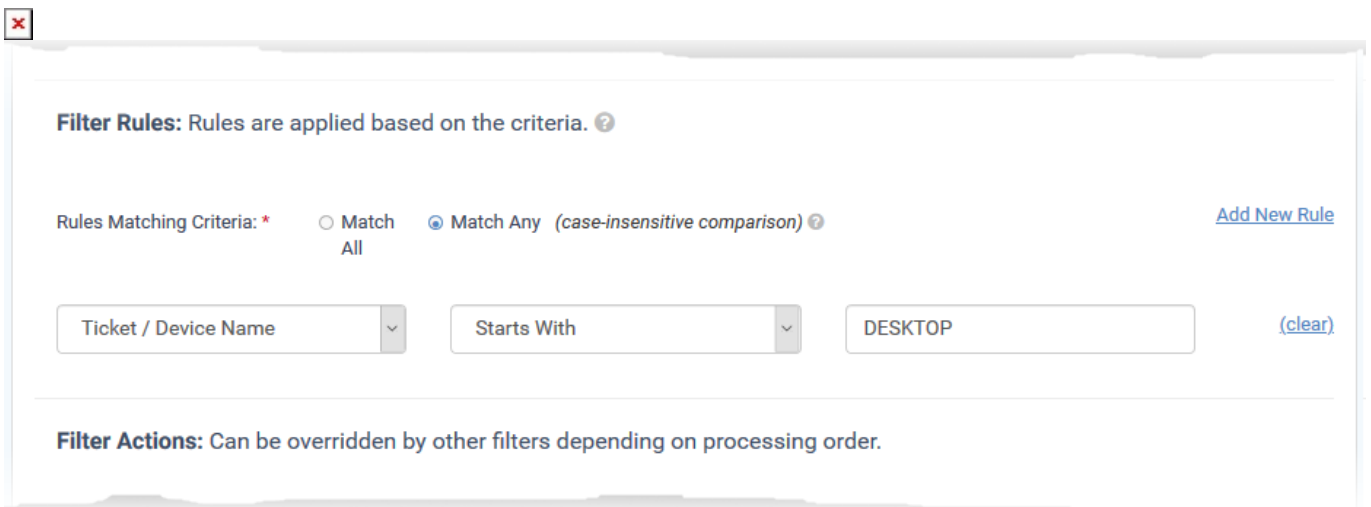 Filter Rules: Rules are applied based on the criteria. ?
Rules Matching Criteria: * Match All Match Any (case-insensitive comparison) ? Add New Rule
Ticket / Device Name Starts With DESKTOP (clear)
Filter Actions: Can be overridden by other filters depending on processing order.